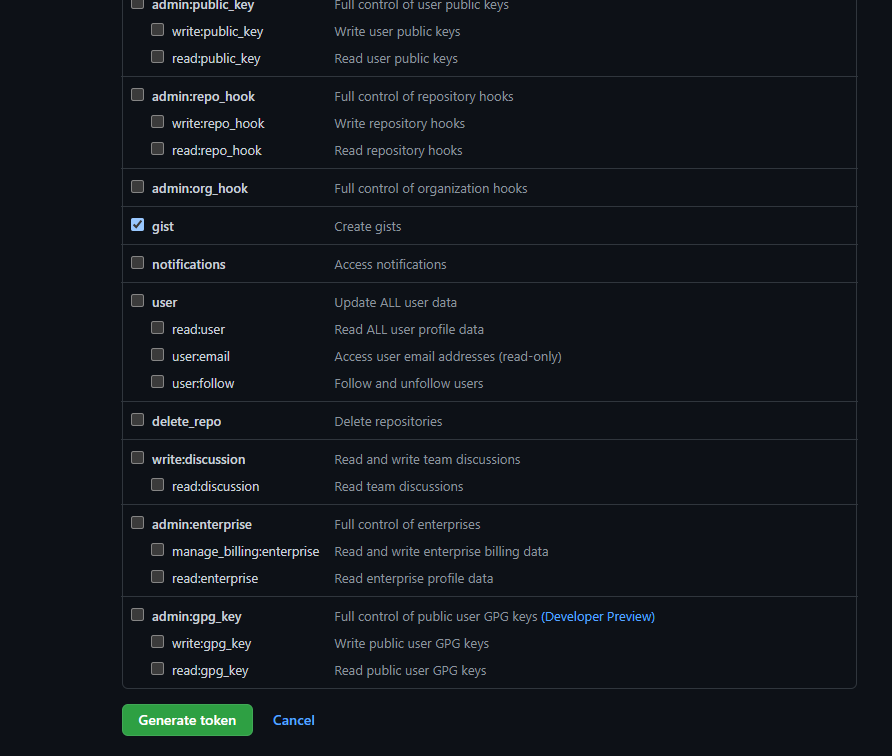 admin:public_key Full control of user public keys
write:public_key Write user public keys
read:public_key Read user public keys
admin:repo_hook Full control of repository hooks
write:repo_hook Write repository hooks
read:repo_hook Read repository hooks
admin:org_hook Full control of organization hooks
gist Create gists
notifications Access notifications
user Update ALL user data
read:user Read ALL user profile data
user:email Access user email addresses (read-only)
user:follow Follow and unfollow users
delete_repo Delete repositories
write:discussion Read and write team discussions
read:discussion Read team discussions
admin:enterprise Full control of enterprises
manage_billing:enterprise Read and write enterprise billing data
read:enterprise Read enterprise profile data
admin:gpg_key Full control of public user GPG keys (Developer Preview)
write:gpg_key Write public user GPG keys
read:gpg_key Read public user GPG keys
Generate token Cancel